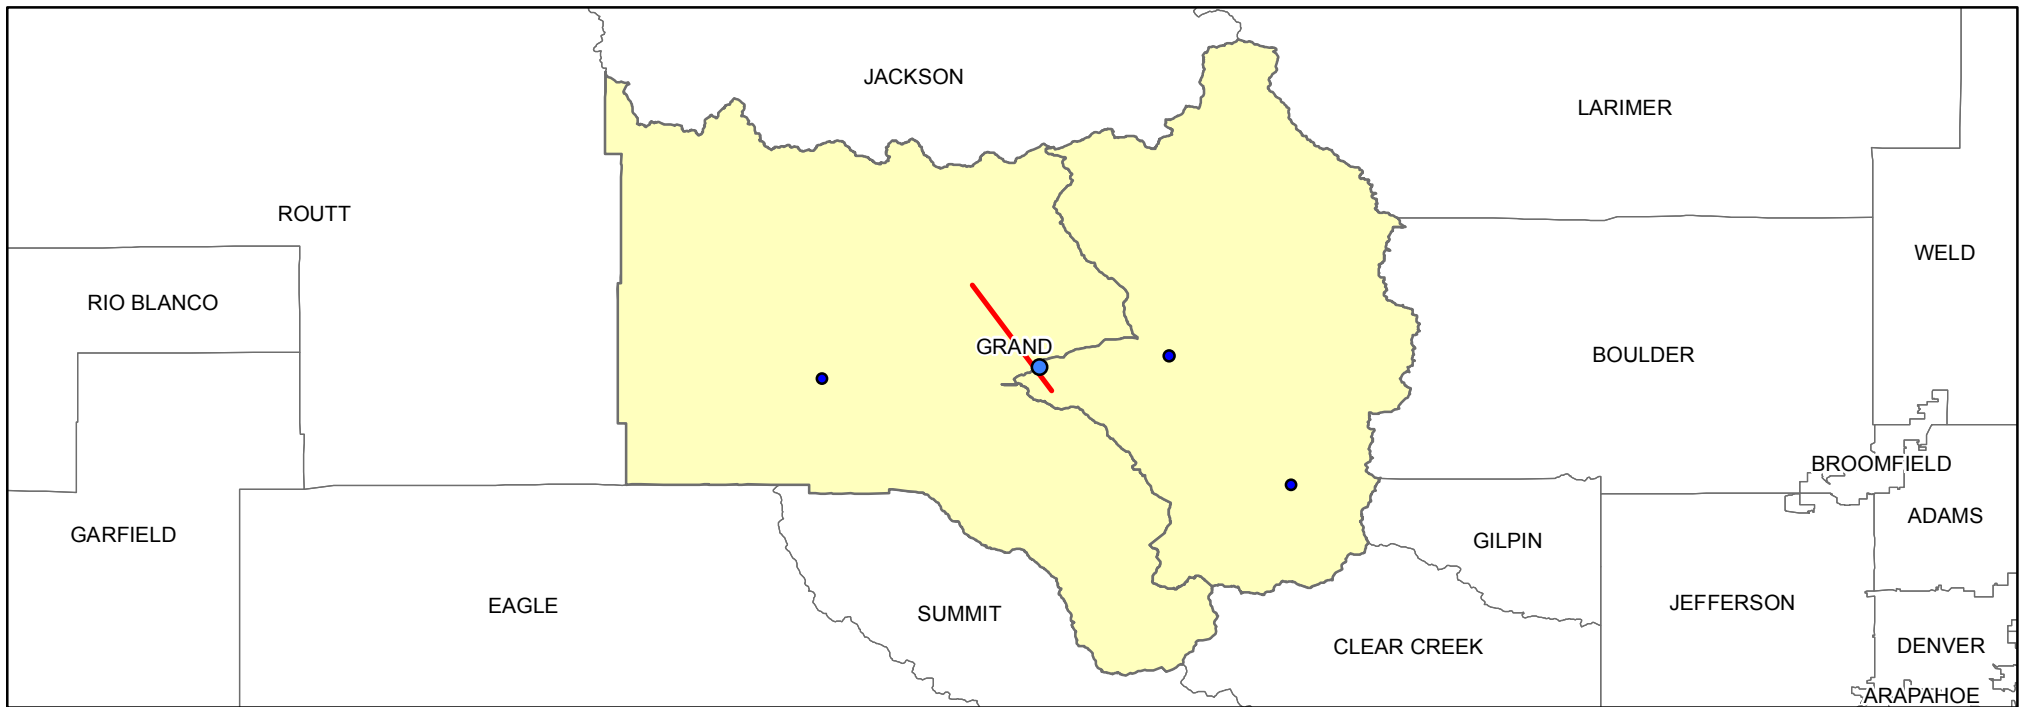 JACKSON
LARIMER
ROUTT
WELD
RIO BLANCO
GRAND
BOULDER
BROOMFIELD
ADAMS
GARFIELD
GILPIN
EAGLE
SUMMIT
JEFFERSON
CLEAR CREEK
DENVER
ARAPAHOE